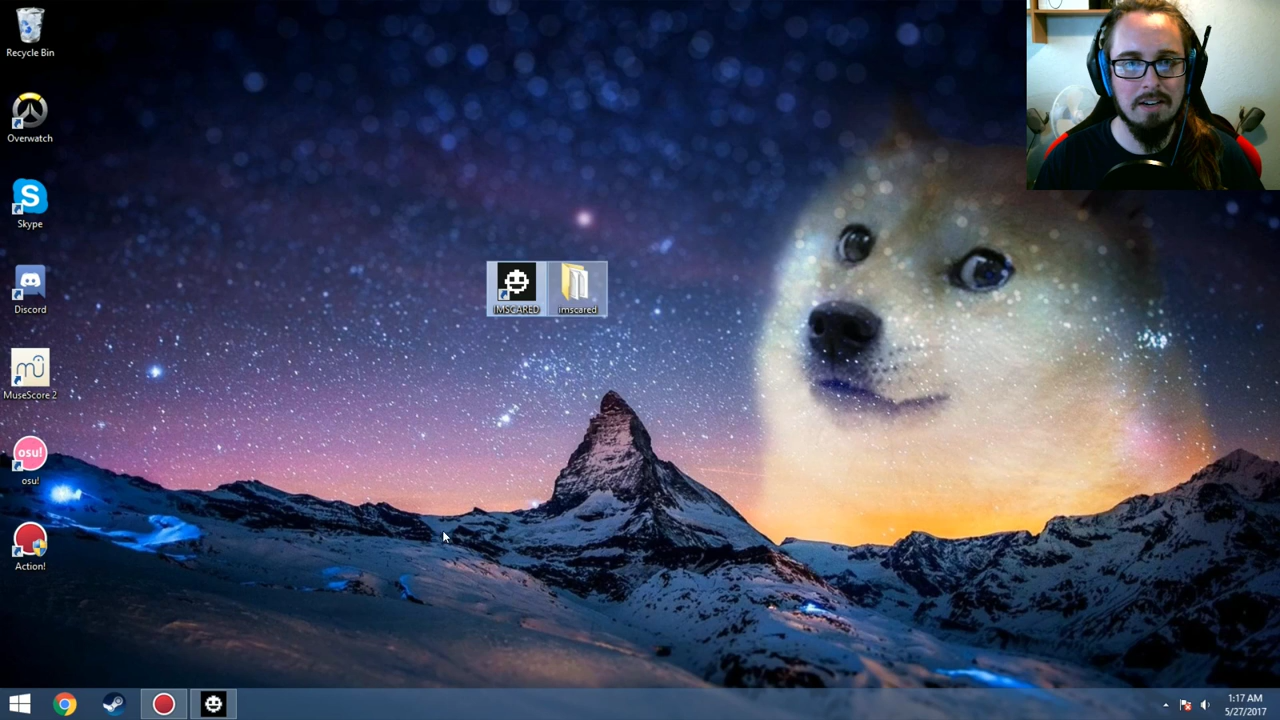 Recycle Bin
Overwatch
Skype
Discord
MuseScore 2
osu!
osu!
Action!
IMSCARED
imscared
1:17 AM
5/27/2017